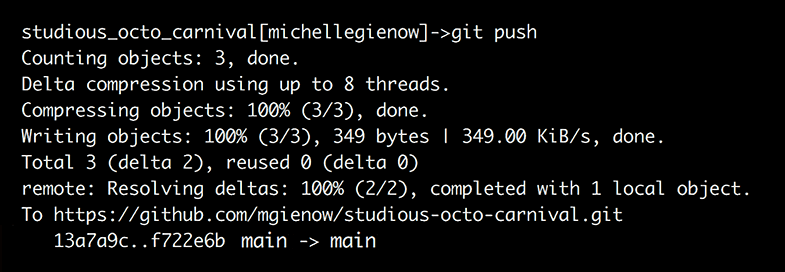 studious_octo_carnival[michellegienow]->git push
Counting objects: 3, done.
Delta compression using up to 8 threads.
Compressing objects: 100% (3/3), done.
Writing objects: 100% (3/3), 349 bytes | 349.00 KiB/s, done.
Total 3 (delta 2), reused 0 (delta 0)
remote: Resolving deltas: 100% (2/2), completed with 1 local object.
To https://github.com/mgienow/studious-octo-carnival.git
13a7a9c..f722e6b main -> main